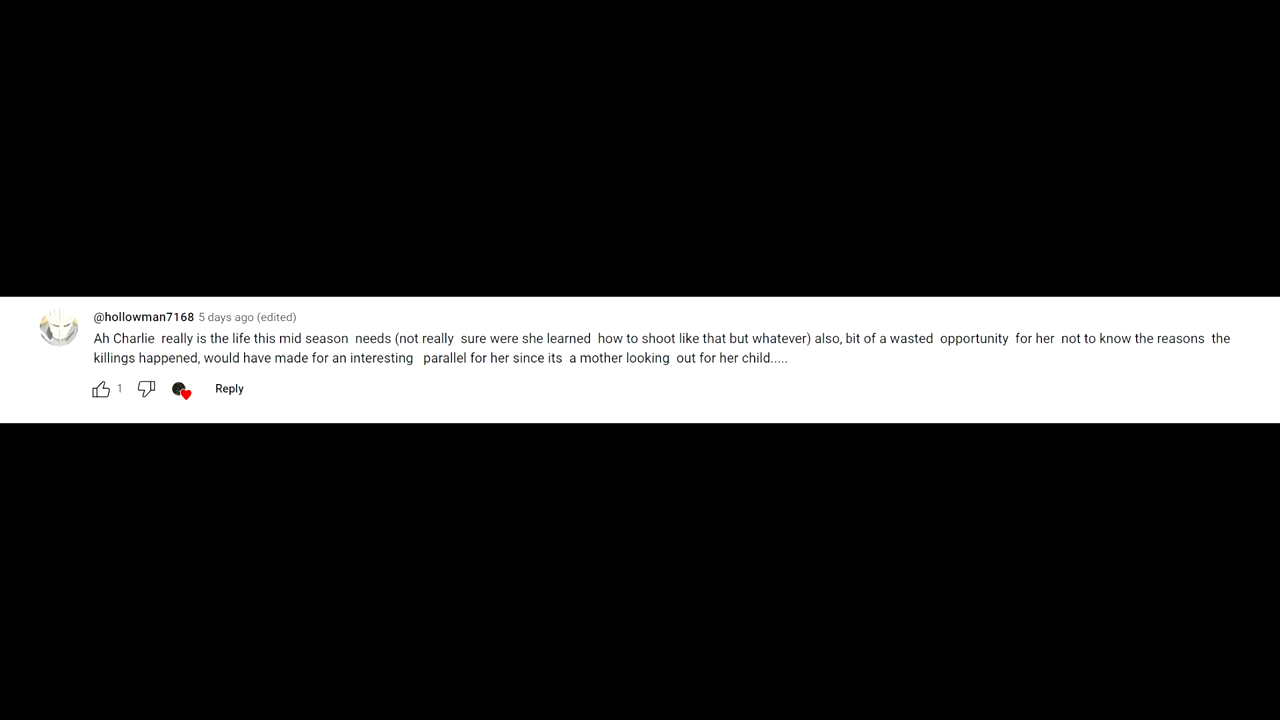 @hollowman7168 5 days ago (edited)
Ah Charlie really is the life this mid season needs (not really sure were she learned how to shoot like that but whatever) also, bit of a wasted opportunity for her not to know the reasons the
killings happened, would have made for an interesting parallel for her since its a mother looking out for her child.....
1 Reply